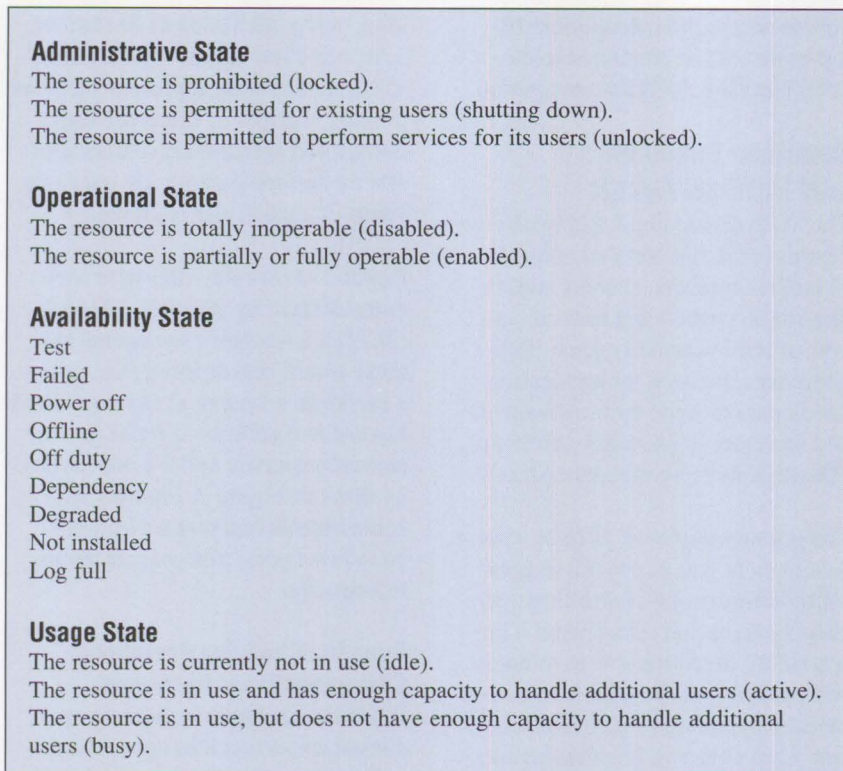 Administrative State
The resource is prohibited (locked).
The resource is permitted for existing users (shutting down).
The resource is permitted to perform services for its users (unlocked).
Operational State
The resource is totally inoperable (disabled).
The resource is partially or fully operable (enabled).
Availability State
Test
Failed
Power off
Offline
Off duty
Dependency
Degraded
Not installed
Log full
Usage State
The resource is currently not in use (idle).
The resource is in use and has enough capacity to handle additional users (active).
The resource is in use, but does not have enough capacity to handle additional
users (busy).